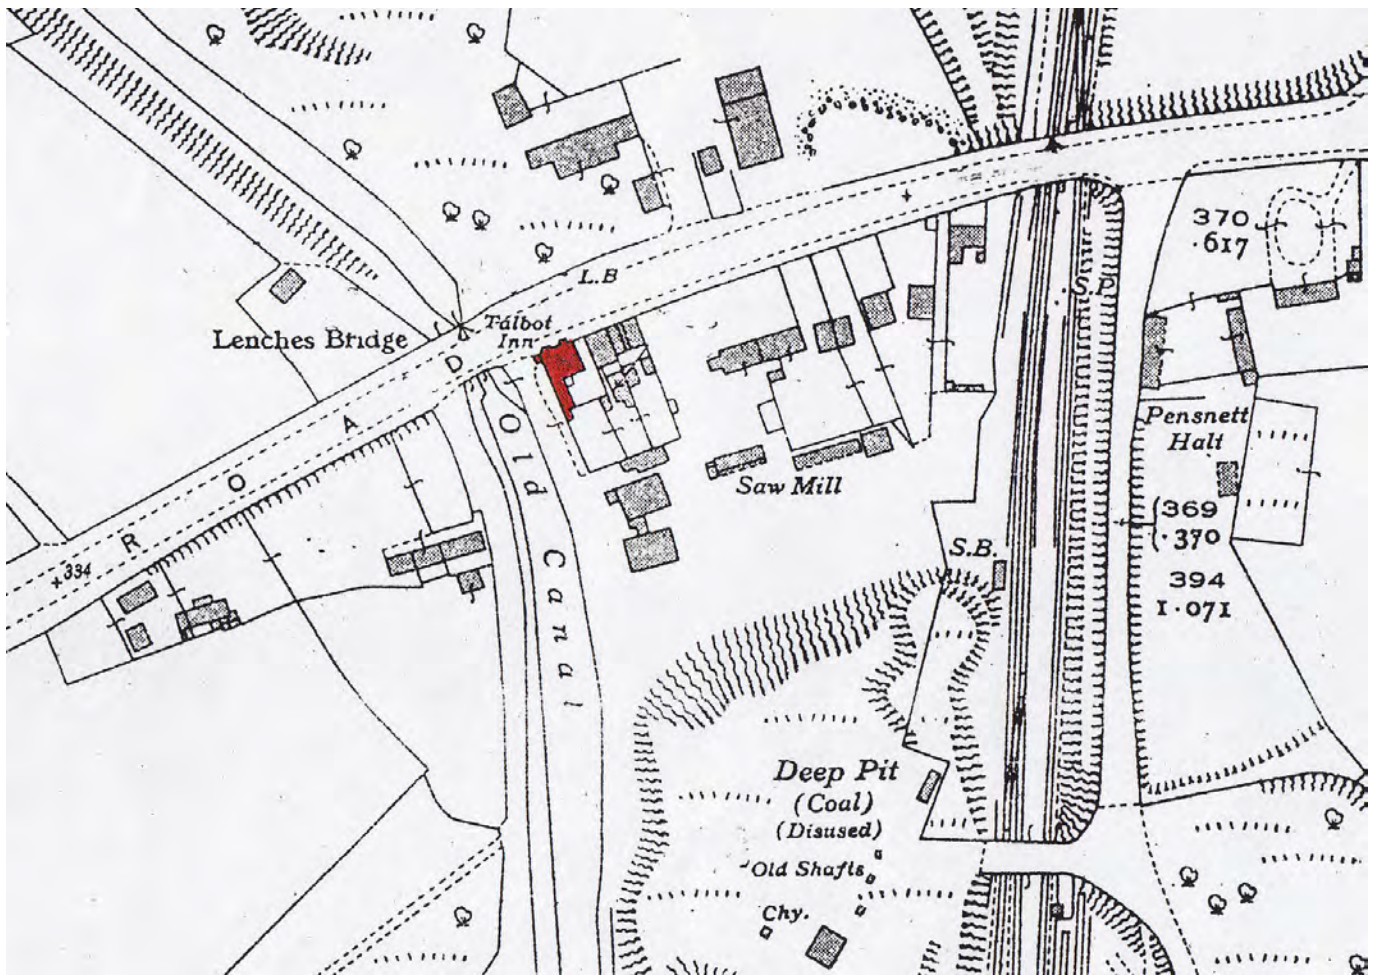 370
·617
L.B
S.P.
Lenches Bridge
Talbot
Inn
ROAD
Old Canal
Pensnett
Halt
Saw Mill
369
·370
S.B.
+334
394
1·071
Deep Pit
(Coal)
(Disused)
Old Shafts
Chy.